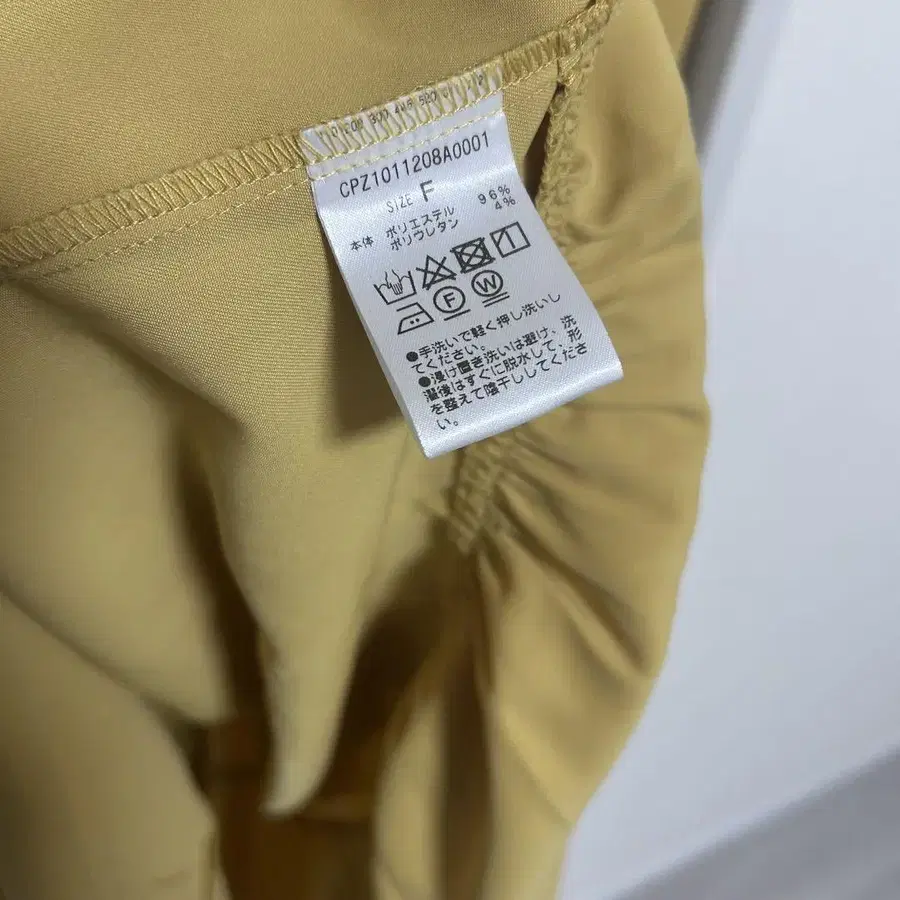 CPZ1011208A0001
SIZE F
本体 ポリエステル 96%
ポリウレタン 4%
F W
●手洗いで軽く押し洗いし
てください。
●浸け置き洗いは避け、洗
濯後はすぐに脱水して、形
を整えて陰干ししてくださ
い。